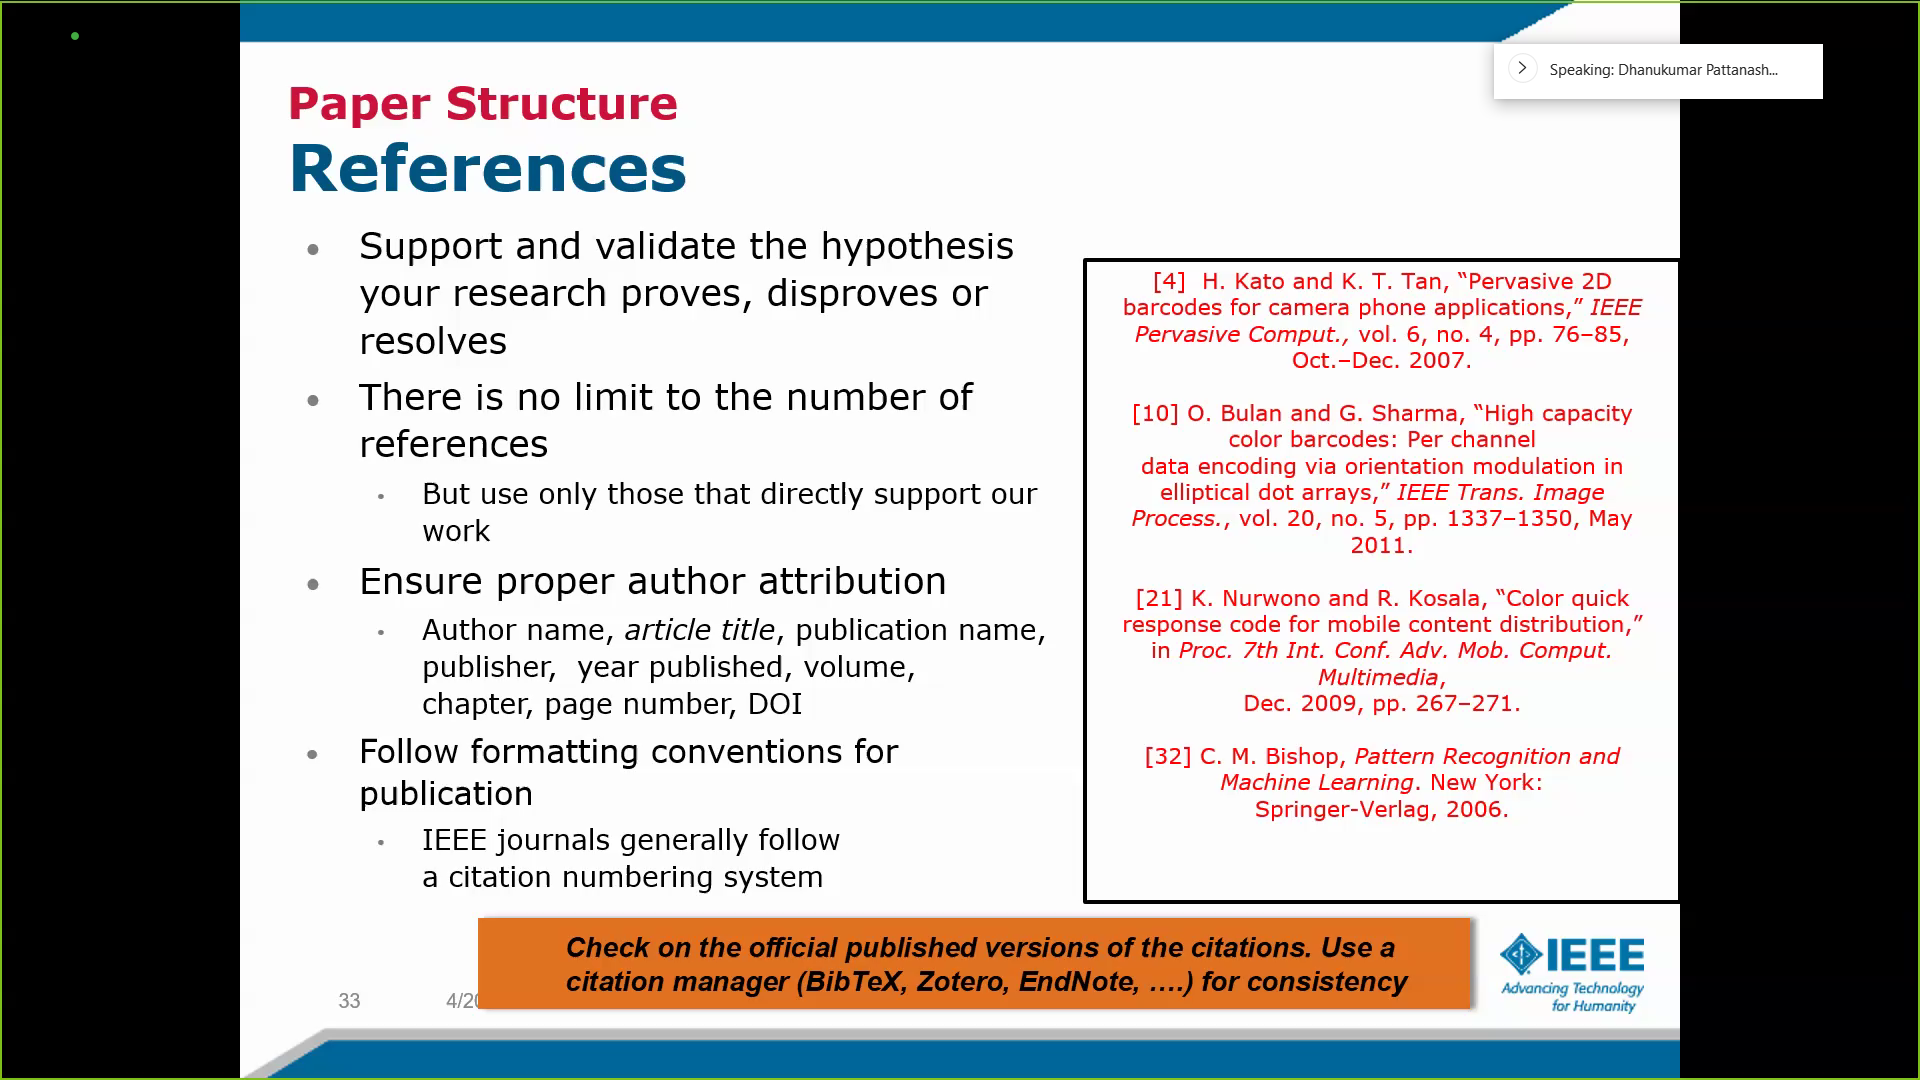 Speaking: Dhanukumar Pattanash...
Paper Structure
References
• Support and validate the hypothesis
your research proves, disproves or
resolves
• There is no limit to the number of
references
• But use only those that directly support our
work
• Ensure proper author attribution
• Author name, article title, publication name,
publisher, year published, volume,
chapter, page number, DOI
• Follow formatting conventions for
publication
• IEEE journals generally follow
a citation numbering system
[4] H. Kato and K. T. Tan, “Pervasive 2D
barcodes for camera phone applications,” IEEE
Pervasive Comput., vol. 6, no. 4, pp. 76–85,
Oct.–Dec. 2007.
[10] O. Bulan and G. Sharma, “High capacity
color barcodes: Per channel
data encoding via orientation modulation in
elliptical dot arrays,” IEEE Trans. Image
Process., vol. 20, no. 5, pp. 1337–1350, May
2011.
[21] K. Nurwono and R. Kosala, “Color quick
response code for mobile content distribution,”
in Proc. 7th Int. Conf. Adv. Mob. Comput.
Multimedia,
Dec. 2009, pp. 267–271.
[32] C. M. Bishop, Pattern Recognition and
Machine Learning. New York:
Springer-Verlag, 2006.
Check on the official published versions of the citations. Use a
citation manager (BibTeX, Zotero, EndNote, ....) for consistency
33
IEEE
Advancing Technology
for Humanity